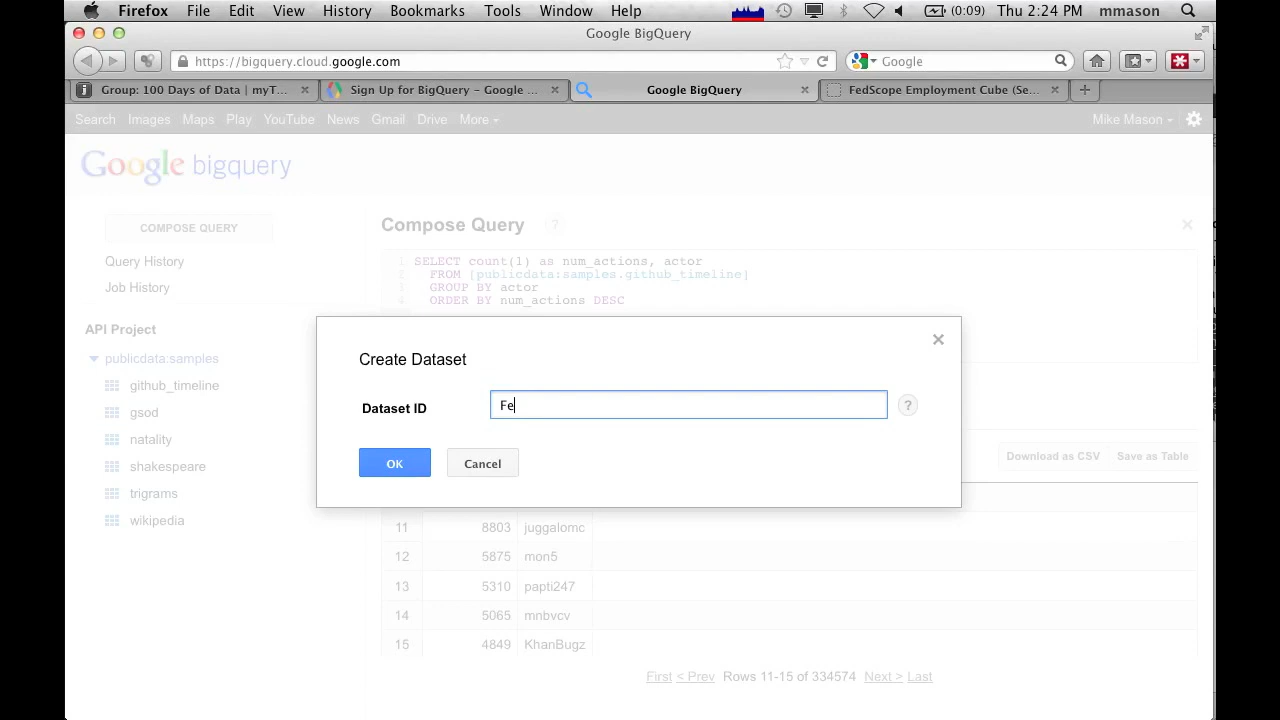 Firefox File Edit View History Bookmarks Tools Window Help (0:09) Thu 2:24 PM mmason
Google BigQuery
https://bigquery.cloud.google.com Google
Group: 100 Days of Data | myT... Sign Up for BigQuery – Google ... Google BigQuery FedScope Employment Cube (Se...
Search Images Maps Play YouTube News Gmail Drive More Mike Mason
Google bigquery
COMPOSE QUERY
Query History
Job History
API Project
publicdata:samples
github_timeline
gsod
natality
shakespeare
trigrams
wikipedia
Compose Query ?
1 SELECT count(1) as num_actions, actor
2 FROM [publicdata:samples.github_timeline]
3 GROUP BY actor
4 ORDER BY num_actions DESC
Create Dataset
Dataset ID Fe ?
OK Cancel
Download as CSV Save as Table
11 8803 juggalomc
12 5875 mon5
13 5310 papti247
14 5065 mnbvcv
15 4849 KhanBugz
First < Prev Rows 11-15 of 334574 Next > Last